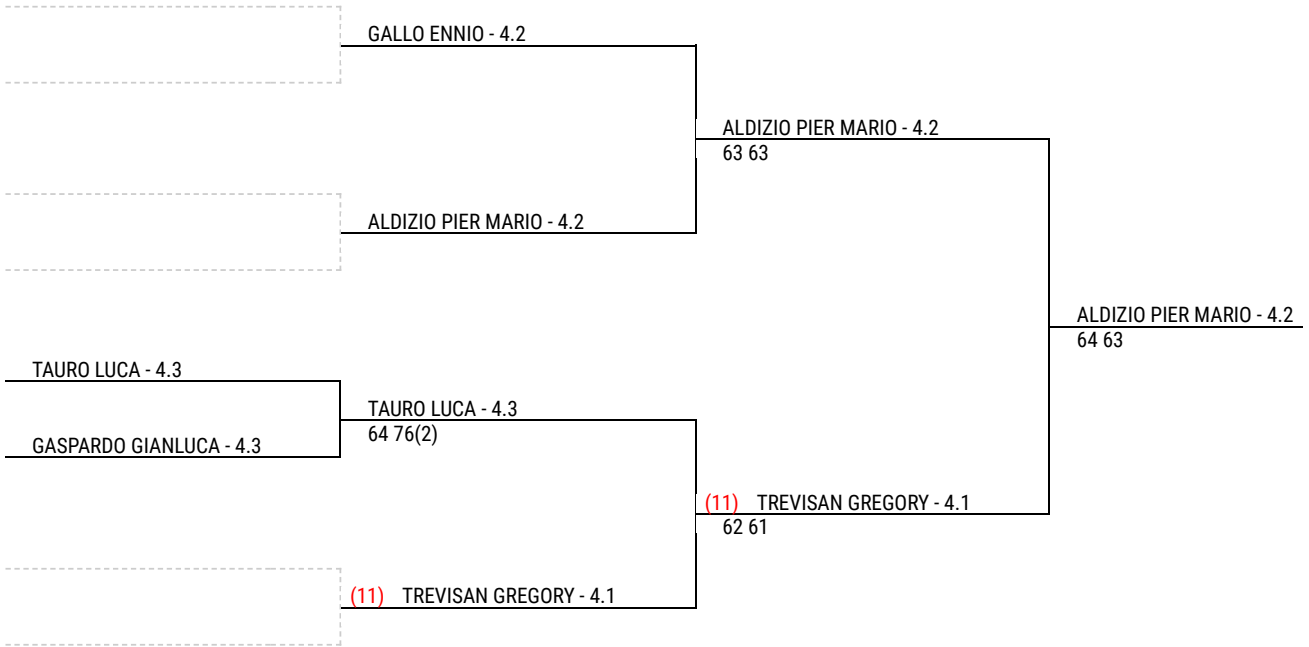 GALLO ENNIO - 4.2
ALDIZIO PIER MARIO - 4.2
63 63
ALDIZIO PIER MARIO - 4.2
ALDIZIO PIER MARIO - 4.2
64 63
TAURO LUCA - 4.3
TAURO LUCA - 4.3
64 76(2)
GASPARDO GIANLUCA - 4.3
(11) TREVISAN GREGORY - 4.1
62 61
(11) TREVISAN GREGORY - 4.1